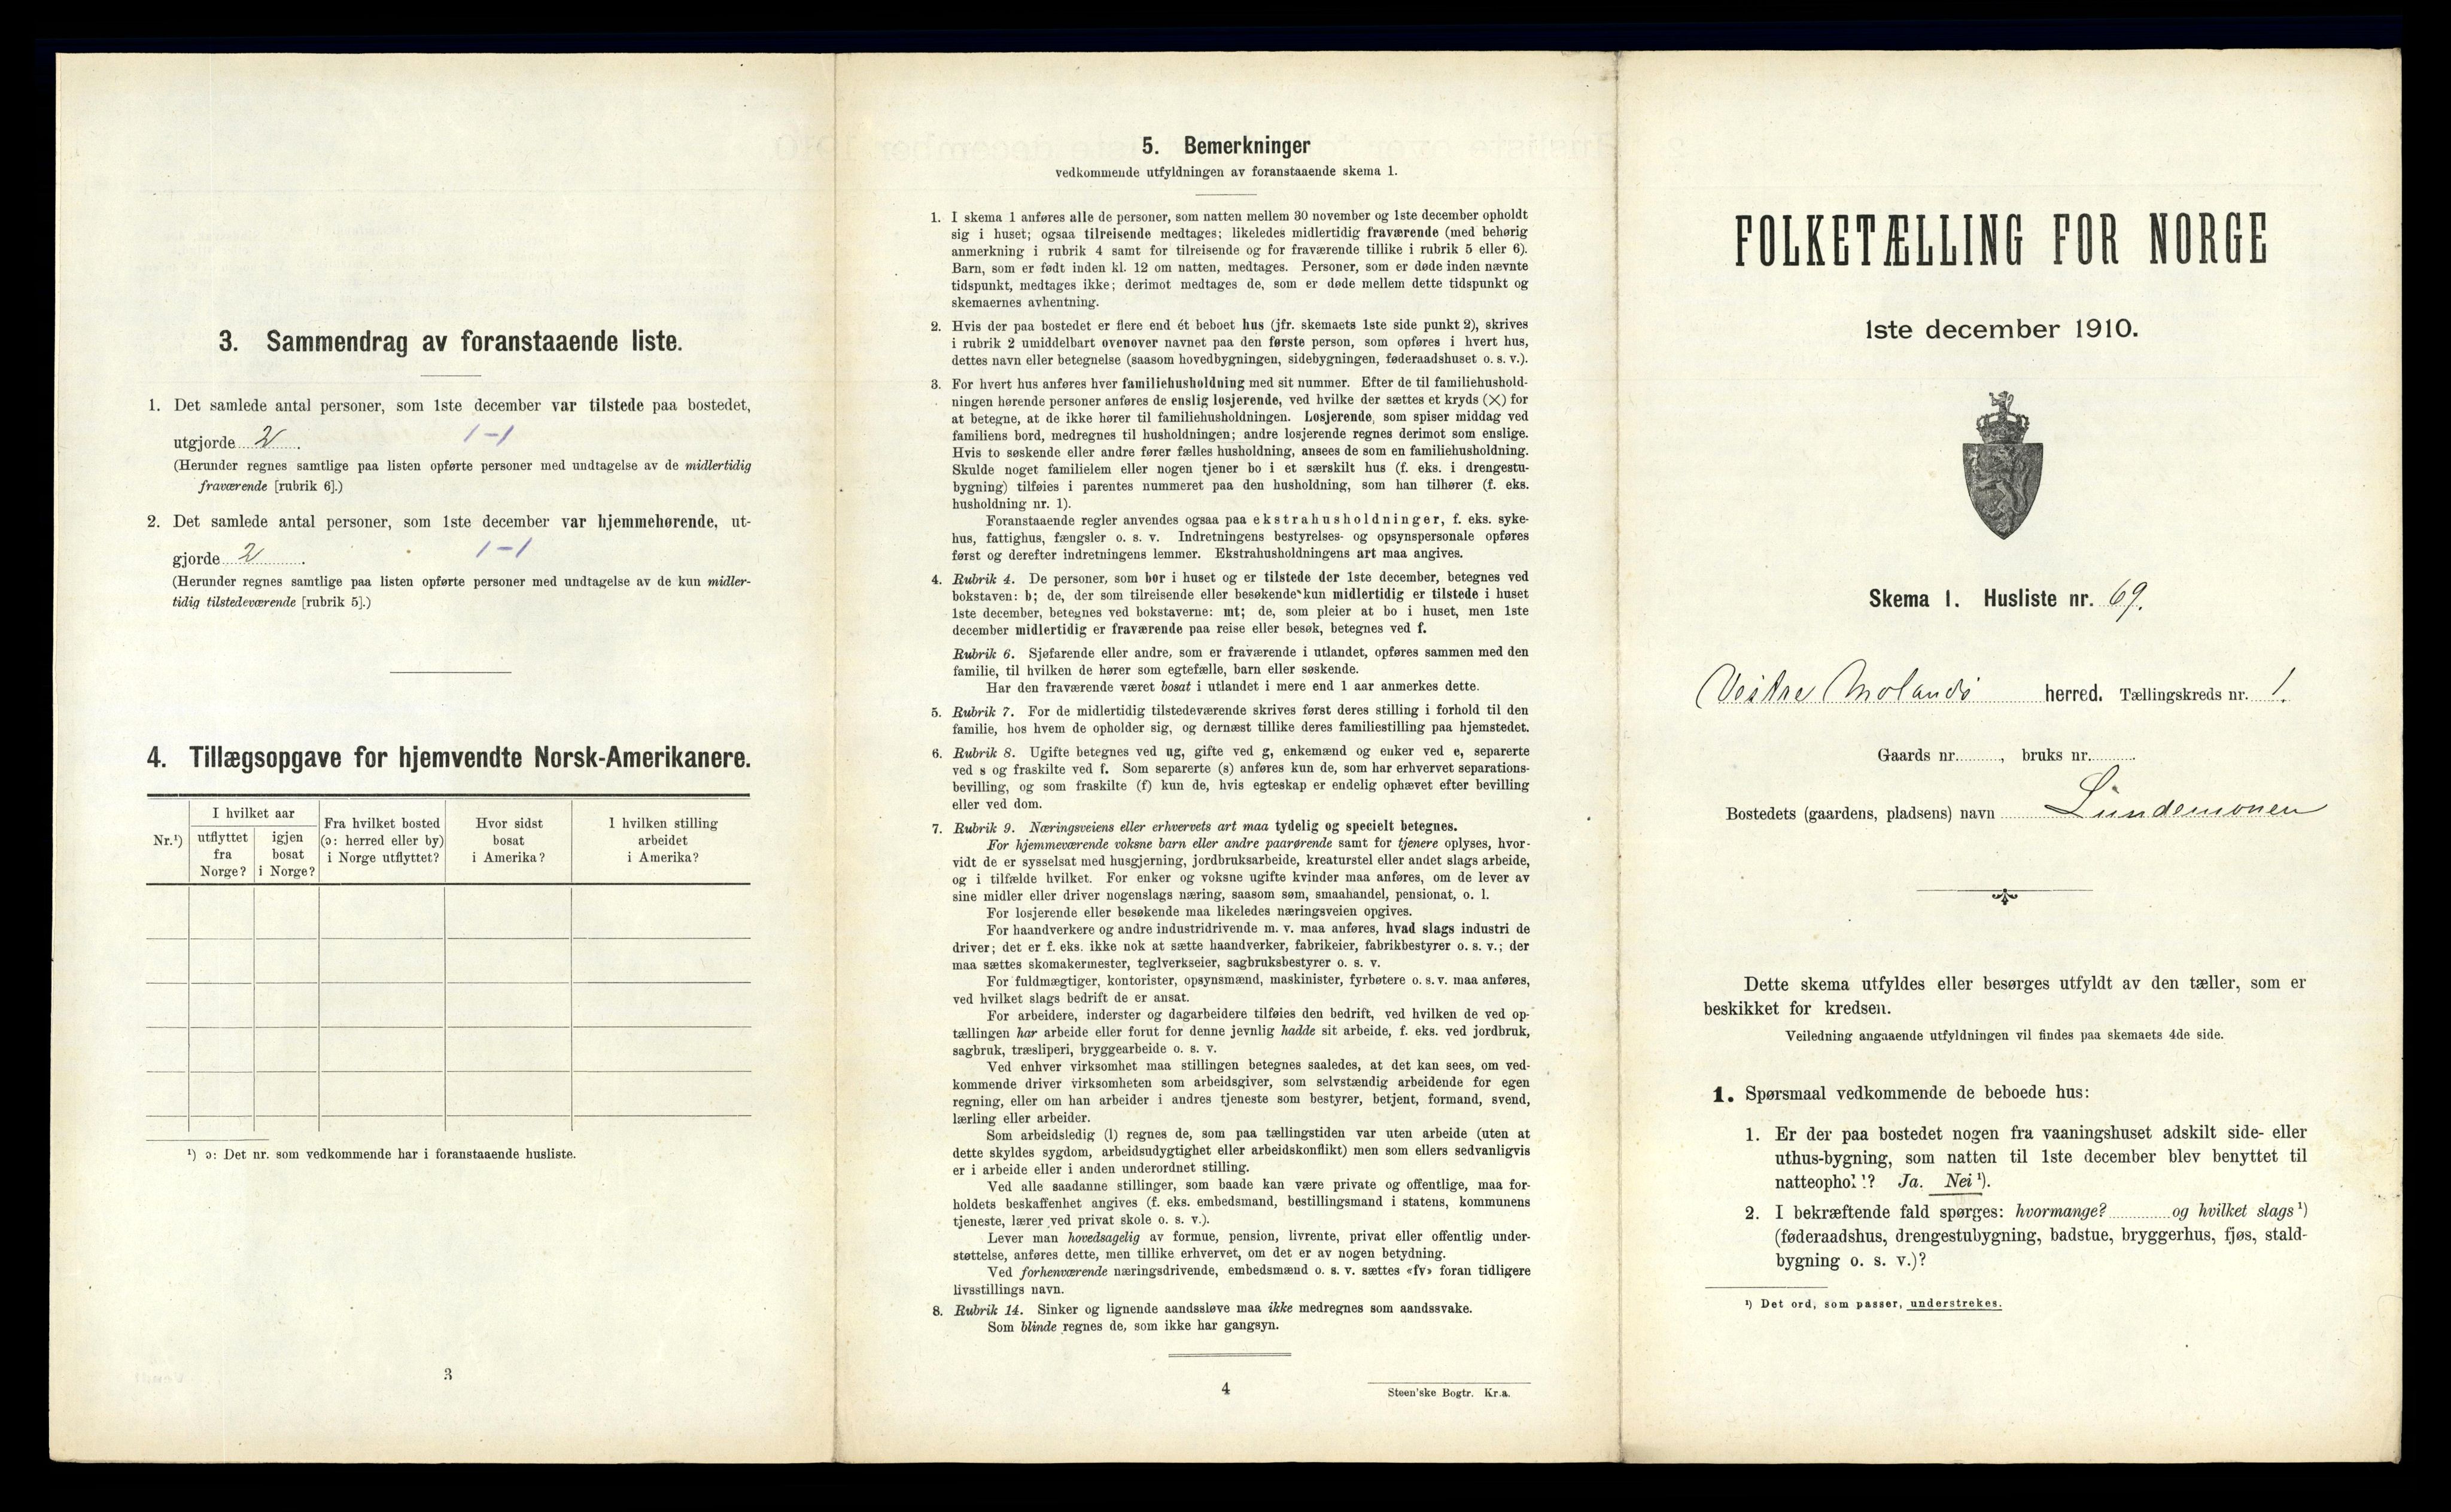 3. Sammendrag av foranstaaende liste.
1. Det samlede antal personer, som 1ste december var tilstede paa bostedet,
utgjorde 2. 1-1
(Herunder regnes samtlige paa listen opførte personer med undtagelse av de midlertidig
fraværende [rubrik 6].)
2. Det samlede antal personer, som 1ste december var hjemmehørende, ut-
gjorde 2. 1-1
(Herunder regnes samtlige paa listen opførte personer med undtagelse av de kun midler-
tidig tilstedeværende [rubrik 5].)
4. Tillægsopgave for hjemvendte Norsk-Amerikanere.
Nr.¹)
I hvilket aar
utflyttet
fra
Norge?
igjen
bosat
i Norge?
Fra hvilket bosted
(ɔ: herred eller by)
i Norge utflyttet?
Hvor sidst
bosat
i Amerika?
I hvilken stilling
arbeidet
i Amerika?
¹) ɔ: Det nr. som vedkommende har i foranstaaende husliste.
3
5. Bemerkninger
vedkommende utfyldningen av foranstaaende skema 1.
1. I skema 1 anføres alle de personer, som natten mellem 30 november og 1ste december opholdt
sig i huset; ogsaa tilreisende medtages; likeledes midlertidig fraværende (med behørig
anmerkning i rubrik 4 samt for tilreisende og for fraværende tillike i rubrik 5 eller 6).
Barn, som er født inden kl. 12 om natten, medtages. Personer, som er døde inden nævnte
tidspunkt, medtages ikke; derimot medtages de, som er døde mellem dette tidspunkt og
skemaernes avhentning.
2. Hvis der paa bostedet er flere end ét beboet hus (jfr. skemaets 1ste side punkt 2), skrives
i rubrik 2 umiddelbart ovenover navnet paa den første person, som opføres i hvert hus,
dettes navn eller betegnelse (saasom hovedbygningen, sidebygningen, føderaadshuset o. s. v.).
3. For hvert hus anføres hver familiehusholdning med sit nummer. Efter de til familiehushold-
ningen hørende personer anføres de enslig losjerende, ved hvilke der sættes et kryds (×) for
at betegne, at de ikke hører til familiehusholdningen. Losjerende, som spiser middag ved
familiens bord, medregnes til husholdningen; andre losjerende regnes derimot som enslige.
Hvis to søskende eller andre fører fælles husholdning, ansees de som en familiehusholdning.
Skulde noget familielem eller nogen tjener bo i et særskilt hus (f. eks. i drengestu-
bygning) tilføies i parentes nummeret paa den husholdning, som han tilhører (f. eks.
husholdning nr. 1).
Foranstaaende regler anvendes ogsaa paa ekstrahusholdninger, f. eks. syke-
hus, fattighus, fængsler o. s. v. Indretningens bestyrelses- og opsynspersonale opføres
først og derefter indretningens lemmer. Ekstrahusholdningens art maa angives.
4. Rubrik 4. De personer, som bor i huset og er tilstede der 1ste december, betegnes ved
bokstaven: b; de, der som tilreisende eller besøkende kun midlertidig er tilstede i huset
1ste december, betegnes ved bokstaverne: mt; de, som pleier at bo i huset, men 1ste
december midlertidig er fraværende paa reise eller besøk, betegnes ved f.
Rubrik 6. Sjøfarende eller andre, som er fraværende i utlandet, opføres sammen med den
familie, til hvilken de hører som egtefælle, barn eller søskende.
Har den fraværende været bosat i utlandet i mere end 1 aar anmerkes dette.
5. Rubrik 7. For de midlertidig tilstedeværende skrives først deres stilling i forhold til den
familie, hos hvem de opholder sig, og dernæst tillike deres familiestilling paa hjemstedet.
6. Rubrik 8. Ugifte betegnes ved ug, gifte ved g, enkemænd og enker ved e, separerte
ved s og fraskilte ved f. Som separerte (s) anføres kun de, som har erhvervet separations-
bevilling, og som fraskilte (f) kun de, hvis egteskap er endelig ophævet efter bevilling
eller ved dom.
7. Rubrik 9. Næringsveiens eller erhvervets art maa tydelig og specielt betegnes.
For hjemmeværende voksne barn eller andre paarørende samt for tjenere oplyses, hvor-
vidt de er sysselsat med husgjerning, jordbruksarbeide, kreaturstel eller andet slags arbeide,
og i tilfælde hvilket. For enker og voksne ugifte kvinder maa anføres, om de lever av
sine midler eller driver nogenslags næring, saasom søm, smaahandel, pensionat, o. l.
For losjerende eller besøkende maa likeledes næringsveien opgives.
For haandverkere og andre industridrivende m. v. maa anføres, hvad slags industri de
driver; det er f. eks. ikke nok at sætte haandverker, fabrikeier, fabrikbestyrer o. s. v.; der
maa sættes skomakermester, teglverkseier, sagbruksbestyrer o. s. v.
For fuldmægtiger, kontorister, opsynsmænd, maskinister, fyrbøtere o. s. v. maa anføres,
ved hvilket slags bedrift de er ansat.
For arbeidere, inderster og dagarbeidere tilføies den bedrift, ved hvilken de ved op-
tællingen har arbeide eller forut for denne jevnlig hadde sit arbeide, f. eks. ved jordbruk,
sagbruk, træsliperi, bryggearbeide o. s. v.
Ved enhver virksomhet maa stillingen betegnes saaledes, at det kan sees, om ved-
kommende driver virksomheten som arbeidsgiver, som selvstændig arbeidende for egen
regning, eller om han arbeider i andres tjeneste som bestyrer, betjent, formand, svend,
lærling eller arbeider.
Som arbeidsledig (l) regnes de, som paa tællingstiden var uten arbeide (uten at
dette skyldes sygdom, arbeidsudygtighet eller arbeidskonflikt) men som ellers sedvanligvis
er i arbeide eller i anden underordnet stilling.
Ved alle saadanne stillinger, som baade kan være private og offentlige, maa for-
holdets beskaffenhet angives (f. eks. embedsmand, bestillingsmand i statens, kommunens
tjeneste, lærer ved privat skole o. s. v.).
Lever man hovedsagelig av formue, pension, livrente, privat eller offentlig under-
støttelse, anføres dette, men tillike erhvervet, om det er av nogen betydning.
Ved forhenværende næringsdrivende, embedsmænd o. s. v. sættes «fv» foran tidligere
livsstillings navn.
8. Rubrik 14. Sinker og lignende aandssløve maa ikke medregnes som aandssvake.
Som blinde regnes de, som ikke har gangsyn.
4
Steen'ske Bogtr. Kr.a.
FOLKETÆLLING FOR NORGE
1ste december 1910.
Skema 1. Husliste nr. 69.
Vestre Molands herred. Tællingskreds nr. 1.
Gaards nr. , bruks nr. .
Bostedets (gaardens, pladsens) navn Lundemonen
Dette skema utfyldes eller besørges utfyldt av den tæller, som er
beskikket for kredsen.
Veiledning angaaende utfyldningen vil findes paa skemaets 4de side.
1. Spørsmaal vedkommende de beboede hus:
1. Er der paa bostedet nogen fra vaaningshuset adskilt side- eller
uthus-bygning, som natten til 1ste december blev benyttet til
natteophold? Ja. Nei ¹).
2. I bekræftende fald spørges: hvormange? og hvilket slags ¹)
(føderaadshus, drengestubygning, badstue, bryggerhus, fjøs, stald-
bygning o. s. v.)?
¹) Det ord, som passer, understrekes.